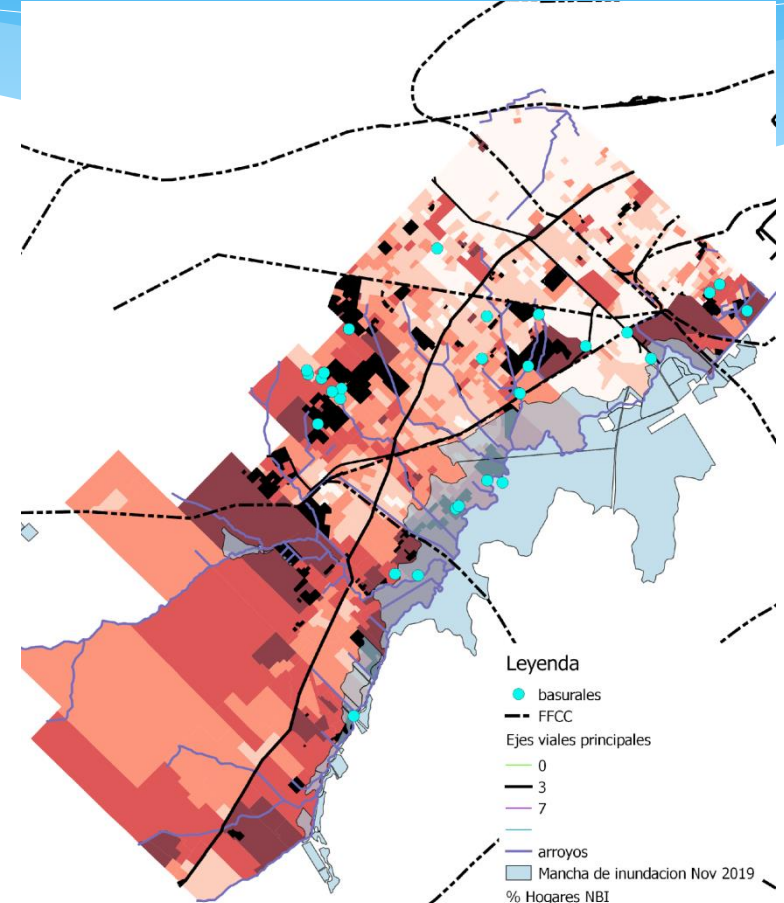 Leyenda
basurales
FFCC
Ejes viales principales
0
3
7
arroyos
Mancha de inundacion Nov 2019
% Hogares NBI